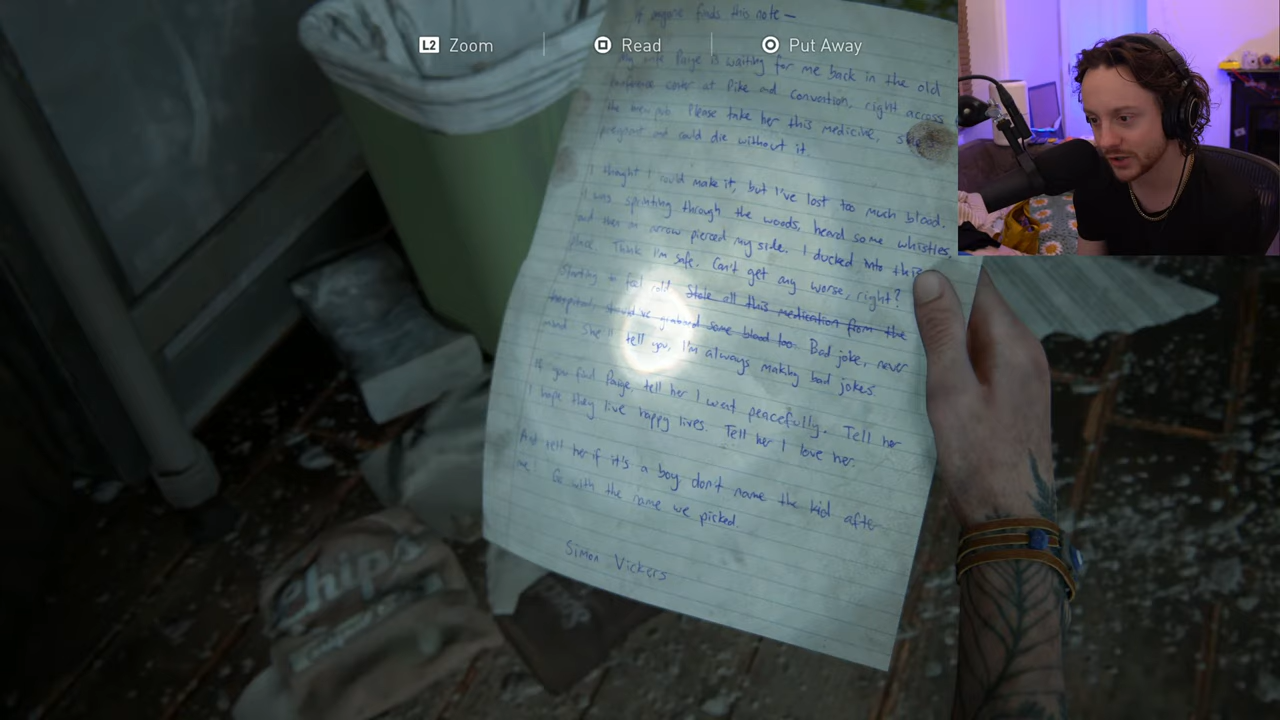 L2 Zoom
Read
Put Away
If anyone finds this note—
My wife Paige is waiting for me back in the old
conference center at Pike and Convention, right across
the brew pub. Please take her this medicine, she
pregnant and could die without it.
I thought I could make it, but I've lost too much blood.
I was sprinting through the woods, heard some whistles,
and then an arrow pierced my side. I ducked into this
place. Think I'm safe. Can't get any worse, right?
Starting to feel cold. Stole all this medication from the
hospital, should've grabbed some blood too. Bad joke, never
mind. She'll tell you, I'm always making bad jokes.
If you find Paige, tell her I went peacefully. Tell her
I hope they live happy lives. Tell her I love her.
And tell her if it's a boy don't name the kid after
me! Go with the name we picked.
Simon Vickers
chips